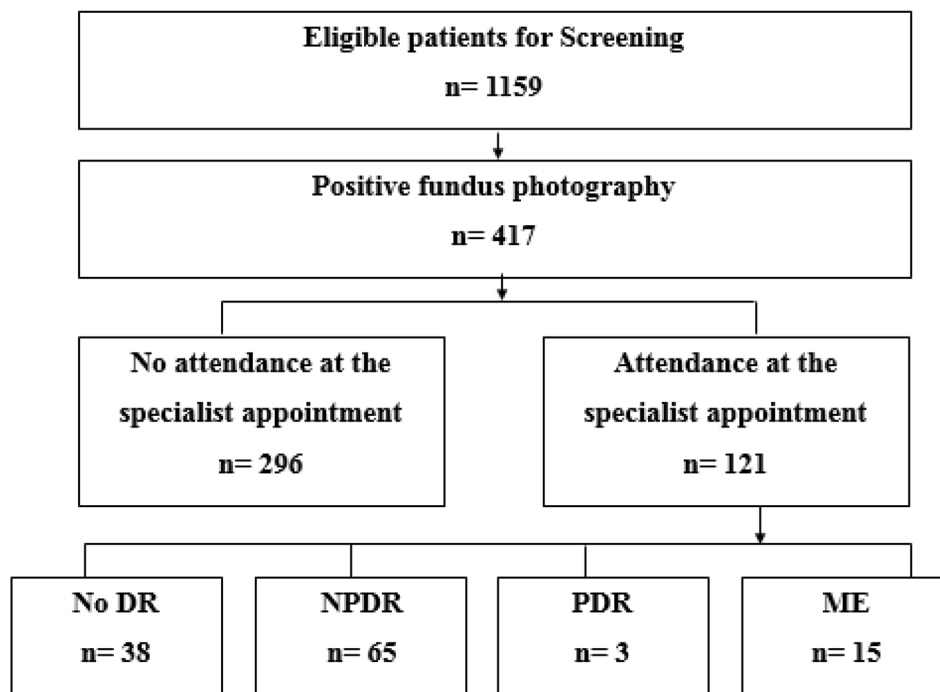 Eligible patients for Screening
n= 1159
Positive fundus photography
n= 417
No attendance at the
specialist appointment
n= 296
Attendance at the
specialist appointment
n= 121
No DR
n= 38
NPDR
n= 65
PDR
n= 3
ME
n= 15